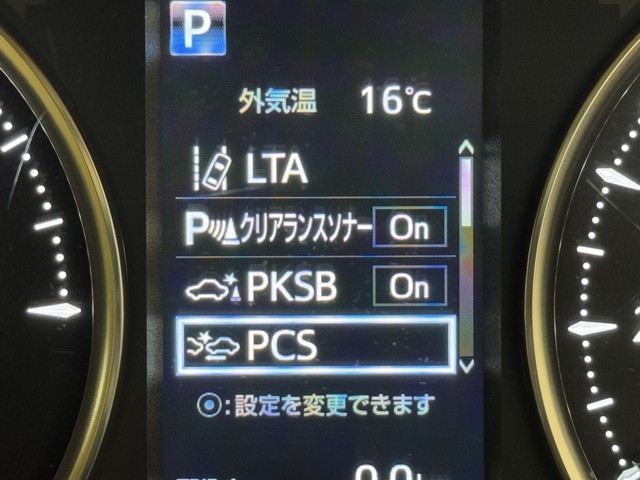 P
外気温 16℃
LTA
P クリアランスソナー On
PKSB On
PCS
⦿:設定を変更できます